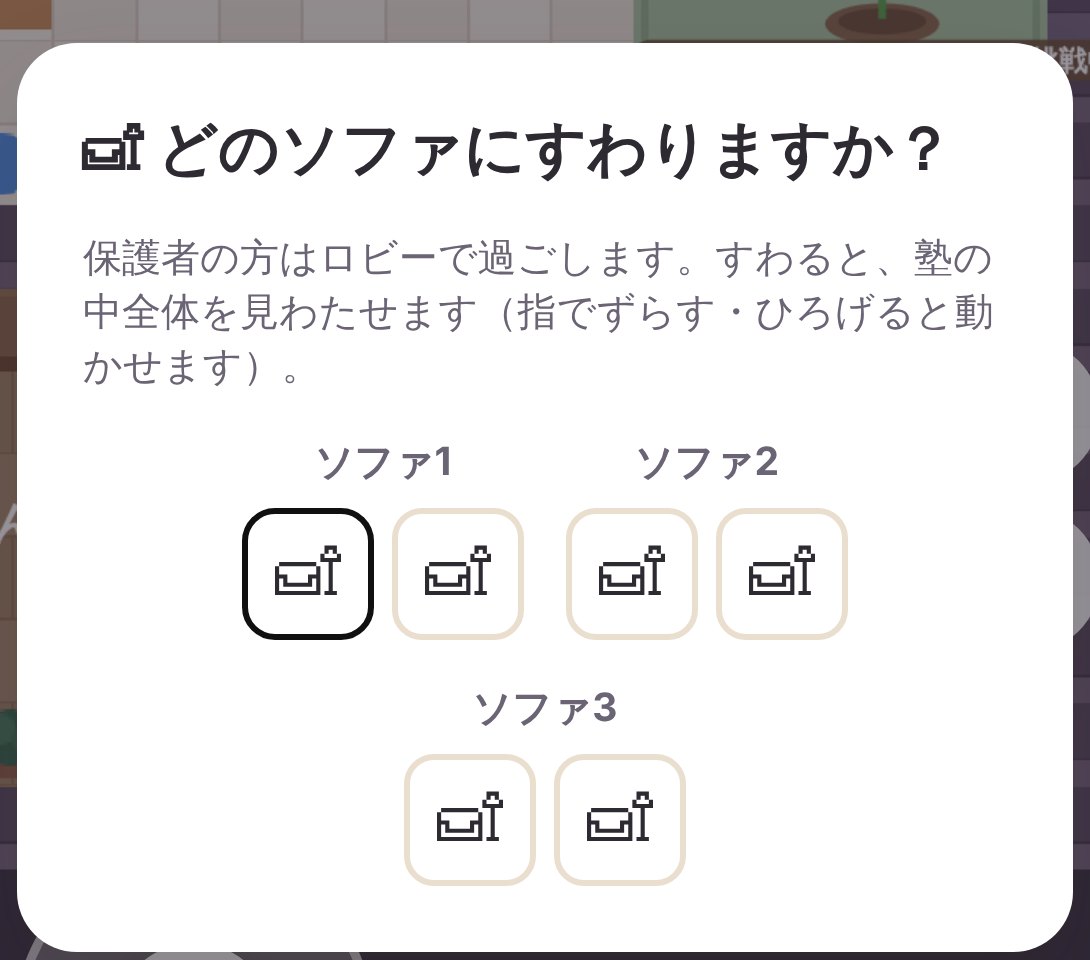 どのソファにすわりますか？
保護者の方はロビーで過ごします。すわると、塾の
中全体を見わたせます（指でずらす・ひろげると動
かせます）。
ソファ1
ソファ2
ソファ3